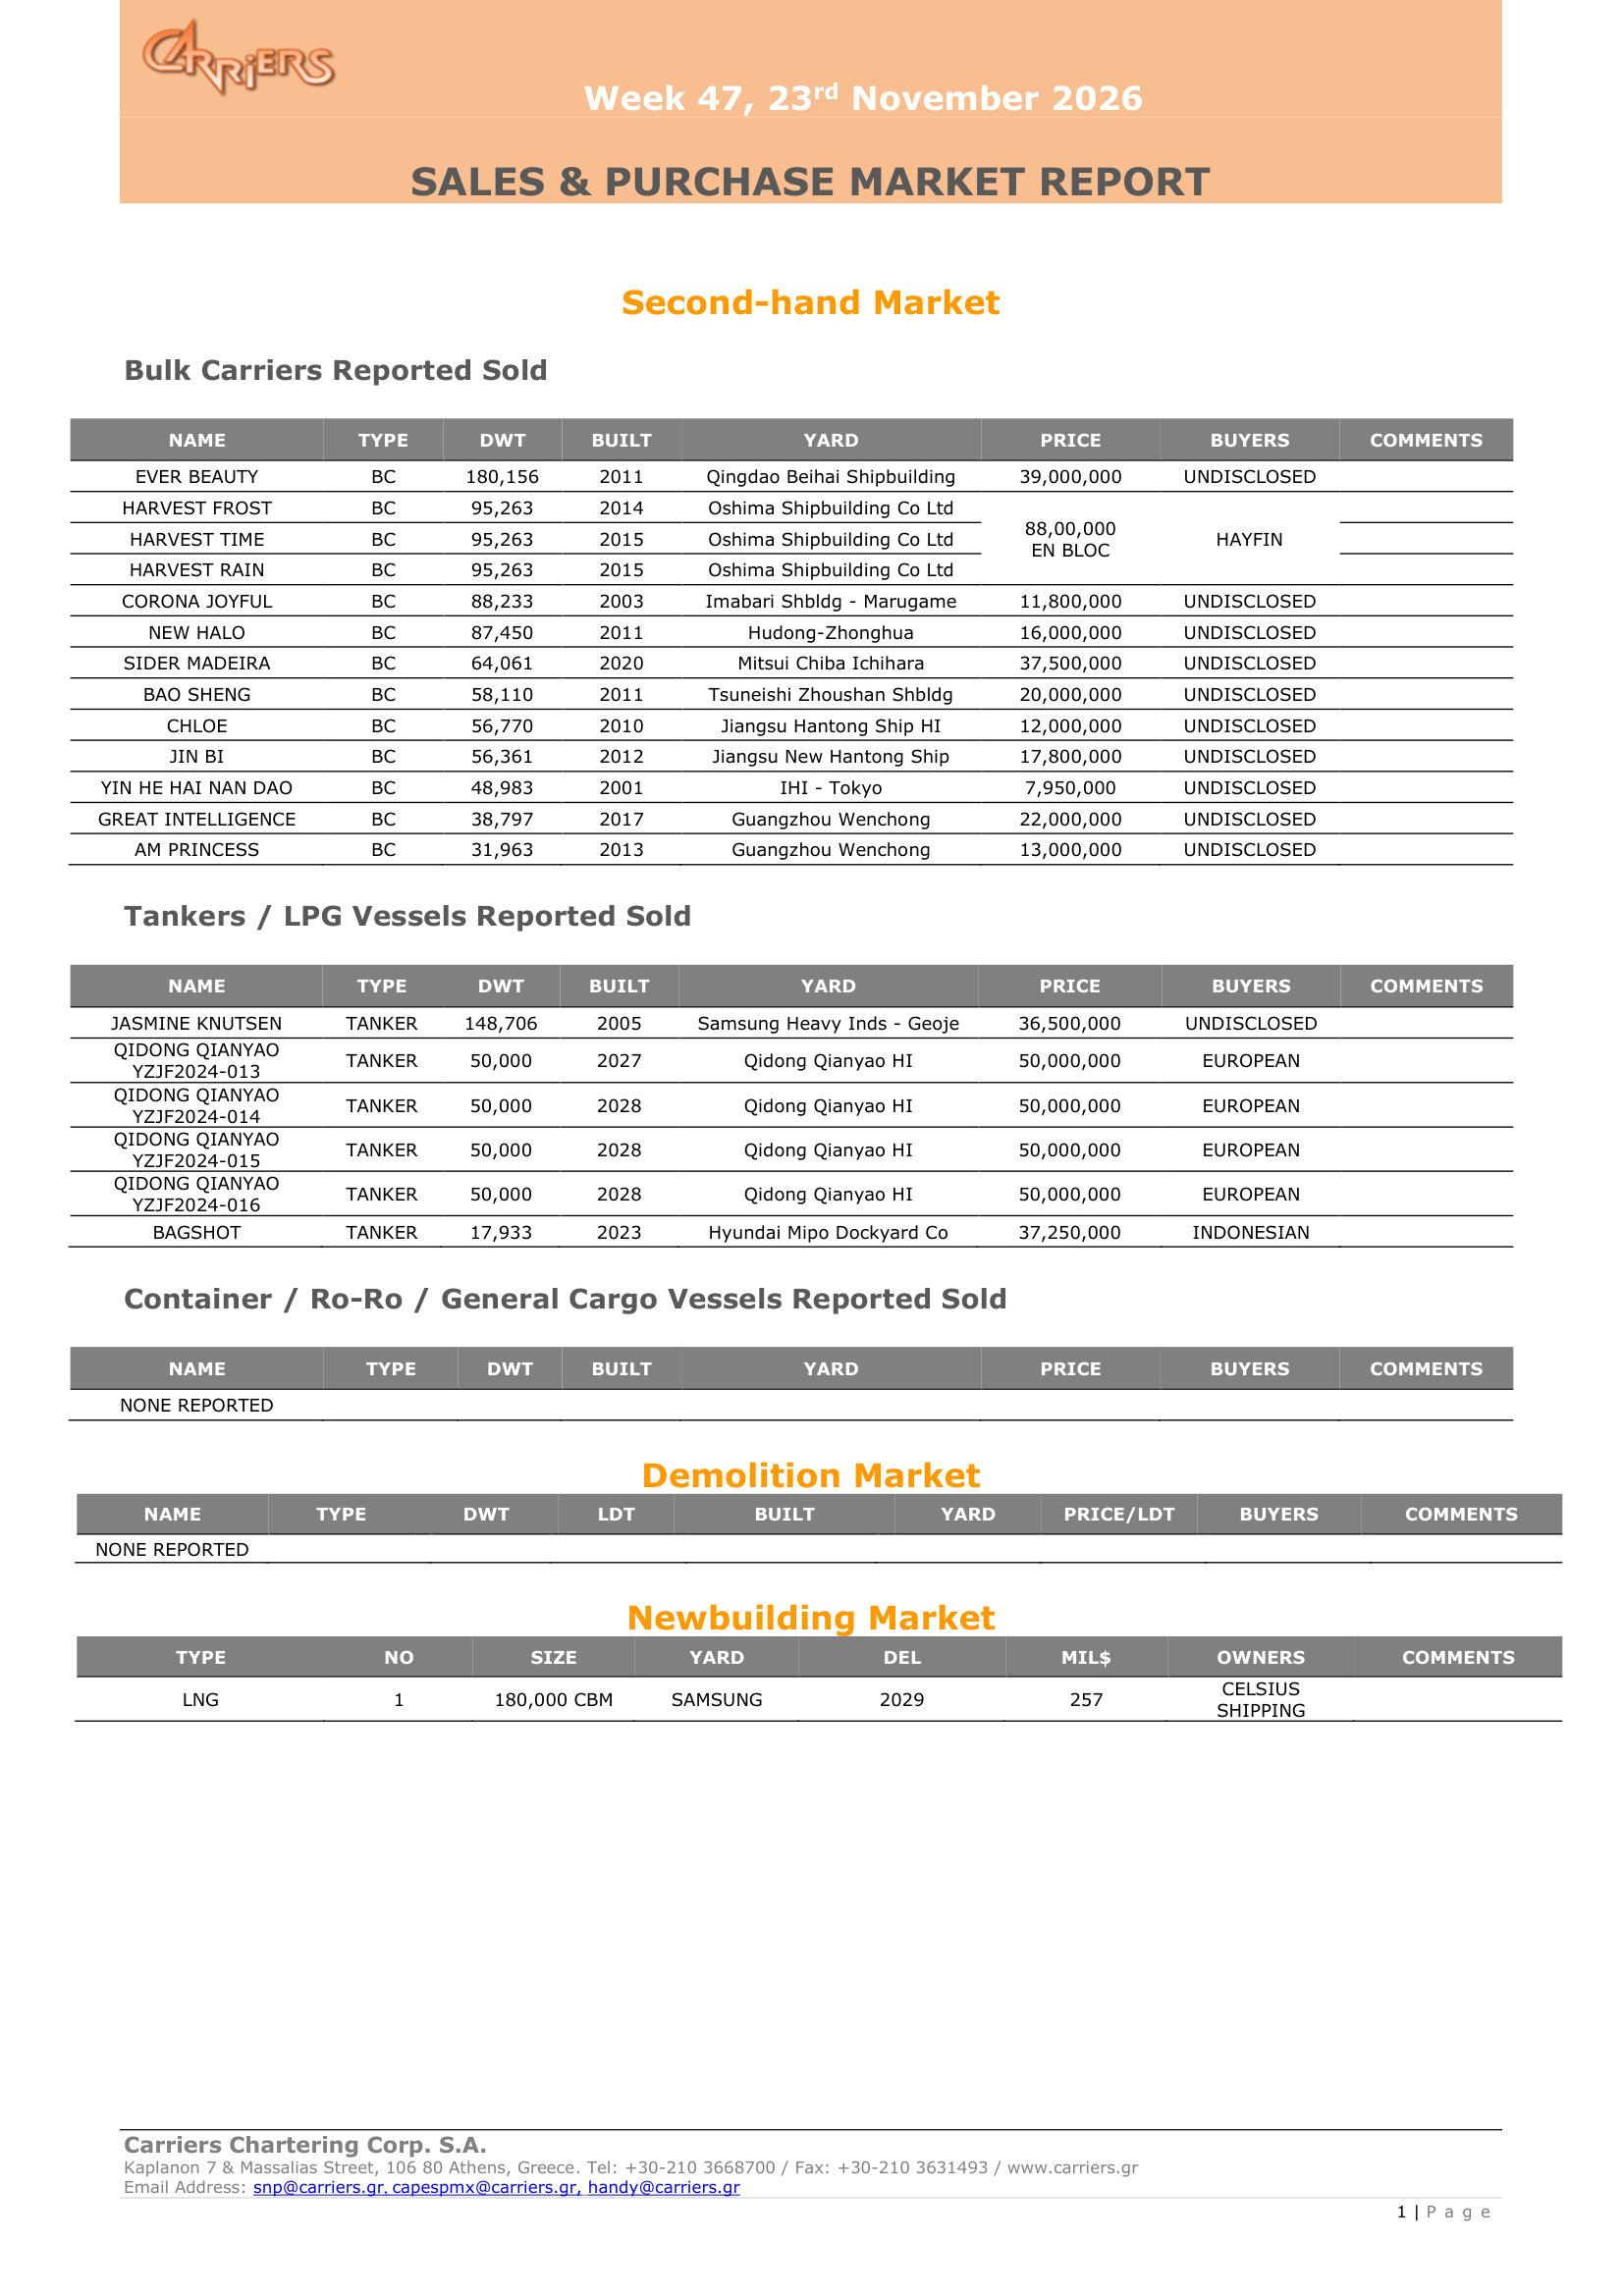 CARRIERS
Week 47, 23rd November 2026
SALES & PURCHASE MARKET REPORT
Second-hand Market
Bulk Carriers Reported Sold
NAME TYPE DWT BUILT YARD PRICE BUYERS COMMENTS
EVER BEAUTY BC 180,156 2011 Qingdao Beihai Shipbuilding 39,000,000 UNDISCLOSED
HARVEST FROST BC 95,263 2014 Oshima Shipbuilding Co Ltd
HARVEST TIME BC 95,263 2015 Oshima Shipbuilding Co Ltd 88,00,000 EN BLOC HAYFIN
HARVEST RAIN BC 95,263 2015 Oshima Shipbuilding Co Ltd
CORONA JOYFUL BC 88,233 2003 Imabari Shbldg - Marugame 11,800,000 UNDISCLOSED
NEW HALO BC 87,450 2011 Hudong-Zhonghua 16,000,000 UNDISCLOSED
SIDER MADEIRA BC 64,061 2020 Mitsui Chiba Ichihara 37,500,000 UNDISCLOSED
BAO SHENG BC 58,110 2011 Tsuneishi Zhoushan Shbldg 20,000,000 UNDISCLOSED
CHLOE BC 56,770 2010 Jiangsu Hantong Ship HI 12,000,000 UNDISCLOSED
JIN BI BC 56,361 2012 Jiangsu New Hantong Ship 17,800,000 UNDISCLOSED
YIN HE HAI NAN DAO BC 48,983 2001 IHI - Tokyo 7,950,000 UNDISCLOSED
GREAT INTELLIGENCE BC 38,797 2017 Guangzhou Wenchong 22,000,000 UNDISCLOSED
AM PRINCESS BC 31,963 2013 Guangzhou Wenchong 13,000,000 UNDISCLOSED
Tankers / LPG Vessels Reported Sold
NAME TYPE DWT BUILT YARD PRICE BUYERS COMMENTS
JASMINE KNUTSEN TANKER 148,706 2005 Samsung Heavy Inds - Geoje 36,500,000 UNDISCLOSED
QIDONG QIANYAO
YZJF2024-013 TANKER 50,000 2027 Qidong Qianyao HI 50,000,000 EUROPEAN
QIDONG QIANYAO
YZJF2024-014 TANKER 50,000 2028 Qidong Qianyao HI 50,000,000 EUROPEAN
QIDONG QIANYAO
YZJF2024-015 TANKER 50,000 2028 Qidong Qianyao HI 50,000,000 EUROPEAN
QIDONG QIANYAO
YZJF2024-016 TANKER 50,000 2028 Qidong Qianyao HI 50,000,000 EUROPEAN
BAGSHOT TANKER 17,933 2023 Hyundai Mipo Dockyard Co 37,250,000 INDONESIAN
Container / Ro-Ro / General Cargo Vessels Reported Sold
NAME TYPE DWT BUILT YARD PRICE BUYERS COMMENTS
NONE REPORTED
Demolition Market
NAME TYPE DWT LDT BUILT YARD PRICE/LDT BUYERS COMMENTS
NONE REPORTED
Newbuilding Market
TYPE NO SIZE YARD DEL MIL$ OWNERS COMMENTS
LNG 1 180,000 CBM SAMSUNG 2029 257 CELSIUS SHIPPING
Carriers Chartering Corp. S.A.
Kaplanon 7 & Massalias Street, 106 80 Athens, Greece. Tel: +30-210 3668700 / Fax: +30-210 3631493 / www.carriers.gr
Email Address: snp@carriers.gr, capespmx@carriers.gr, handy@carriers.gr
1 | P a g e